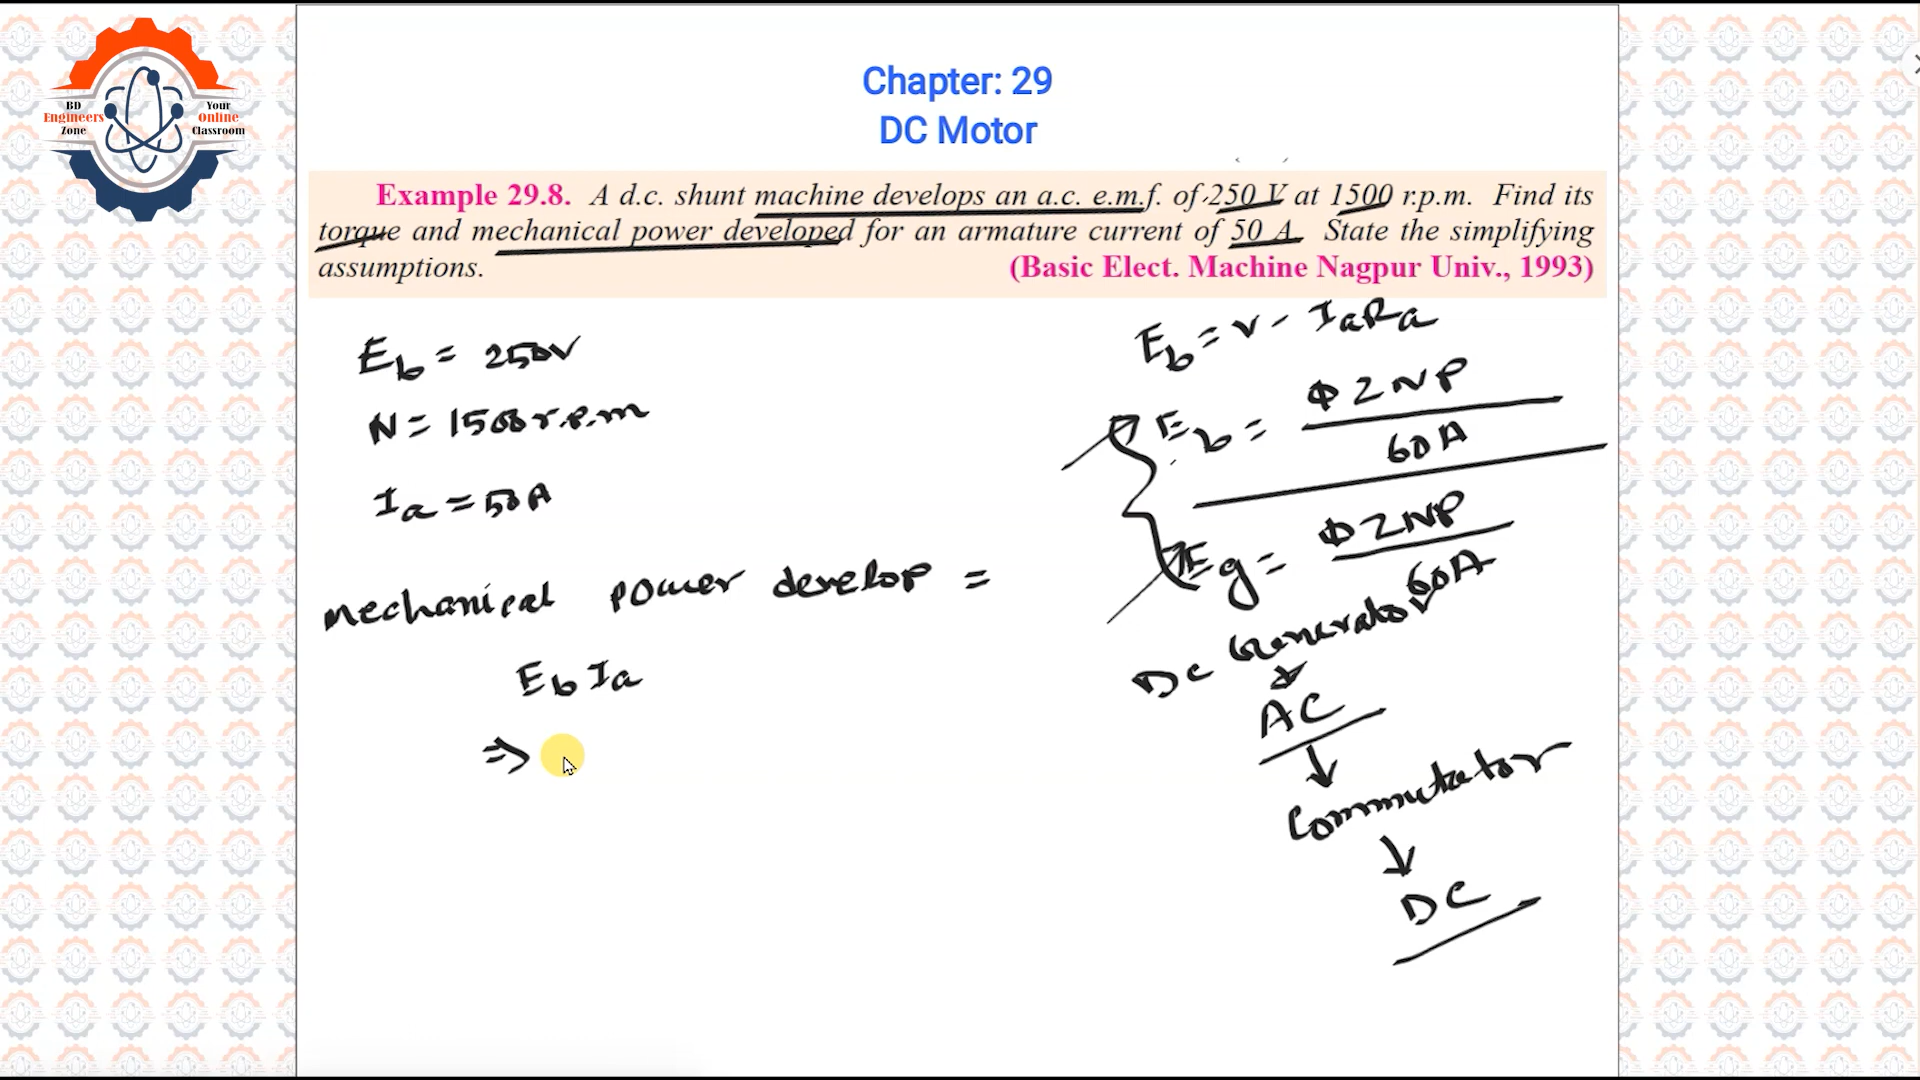 BD
Engineers
Zone
Your
Online
Classroom
Chapter: 29
DC Motor
Example 29.8. A d.c. shunt machine develops an a.c. e.m.f. of 250 V at 1500 r.p.m. Find its
torque and mechanical power developed for an armature current of 50 A. State the simplifying
assumptions.
(Basic Elect. Machine Nagpur Univ., 1993)
Eb = 250V
N = 1500 r.p.m
Ia = 50A
mechanical power develop =
Eb Ia
⇒
Eb = V - IaRa
Eb = ΦZNP
60A
Eg = ΦZNP
60A
DC Generator
AC
↓
Commutator
↓
DC